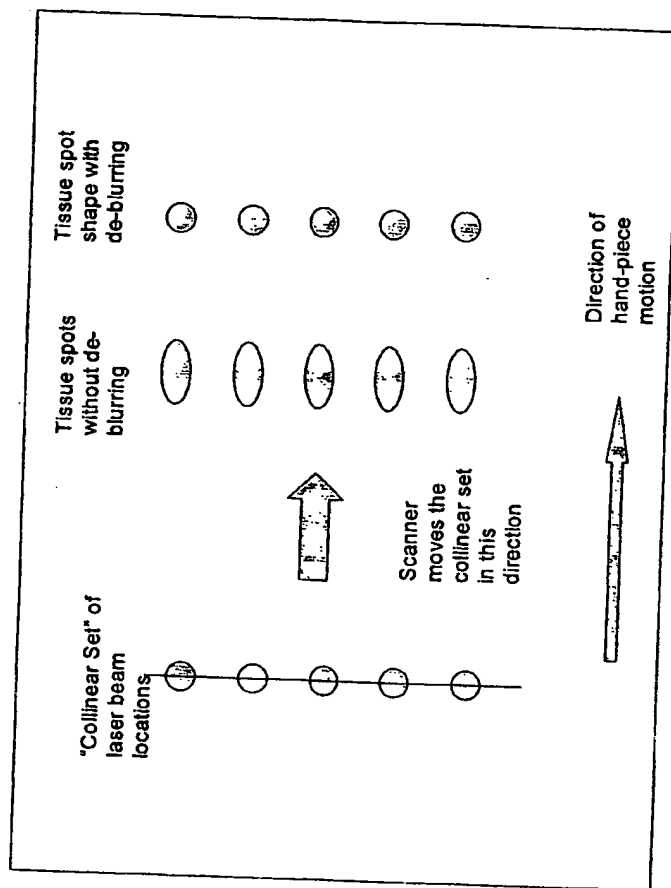 "Collinear Set" of
laser beam
locations
Tissue spots
without de-
blurring
Tissue spot
shape with
de-blurring
Scanner
moves the
collinear set
in this
direction
Direction of
hand-piece
motion